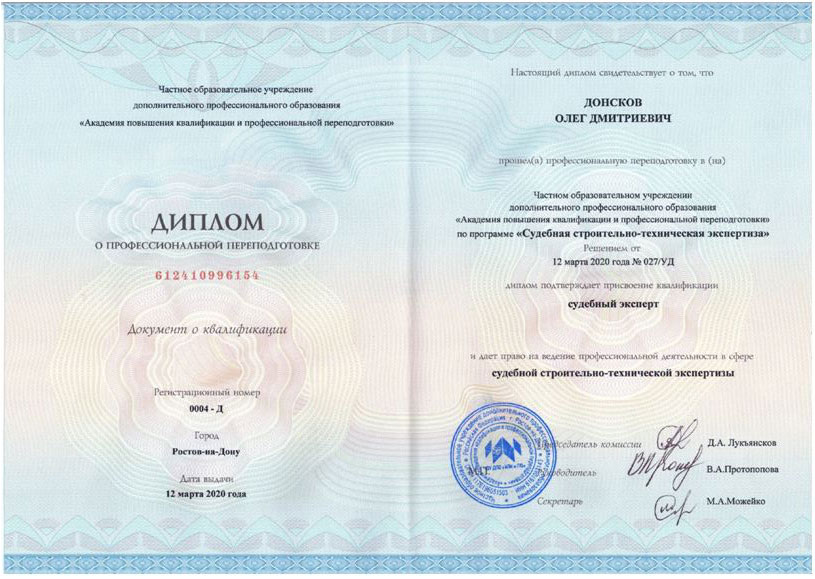 Частное образовательное учреждение
дополнительного профессионального образования
«Академия повышения квалификации и профессиональной переподготовки»
ДИПЛОМ
О ПРОФЕССИОНАЛЬНОЙ ПЕРЕПОДГОТОВКЕ
612410996154
Документ о квалификации
Регистрационный номер
0004 - Д
Город
Ростов-на-Дону
Дата выдачи
12 марта 2020 года
Настоящий диплом свидетельствует о том, что
ДОНСКОВ
ОЛЕГ ДМИТРИЕВИЧ
прошел(а) профессиональную переподготовку в (на)
Частном образовательном учреждении
дополнительного профессионального образования
«Академия повышения квалификации и профессиональной переподготовки»
по программе «Судебная строительно-техническая экспертиза»
Решением от
12 марта 2020 года № 027/УД
диплом подтверждает присвоение квалификации
судебный эксперт
и дает право на ведение профессиональной деятельности в сфере
судебной строительно-технической экспертизы
Председатель комиссии Д.А. Лукьянсков
М.П.
Руководитель В.А.Протопопова
Секретарь М.А.Можейко